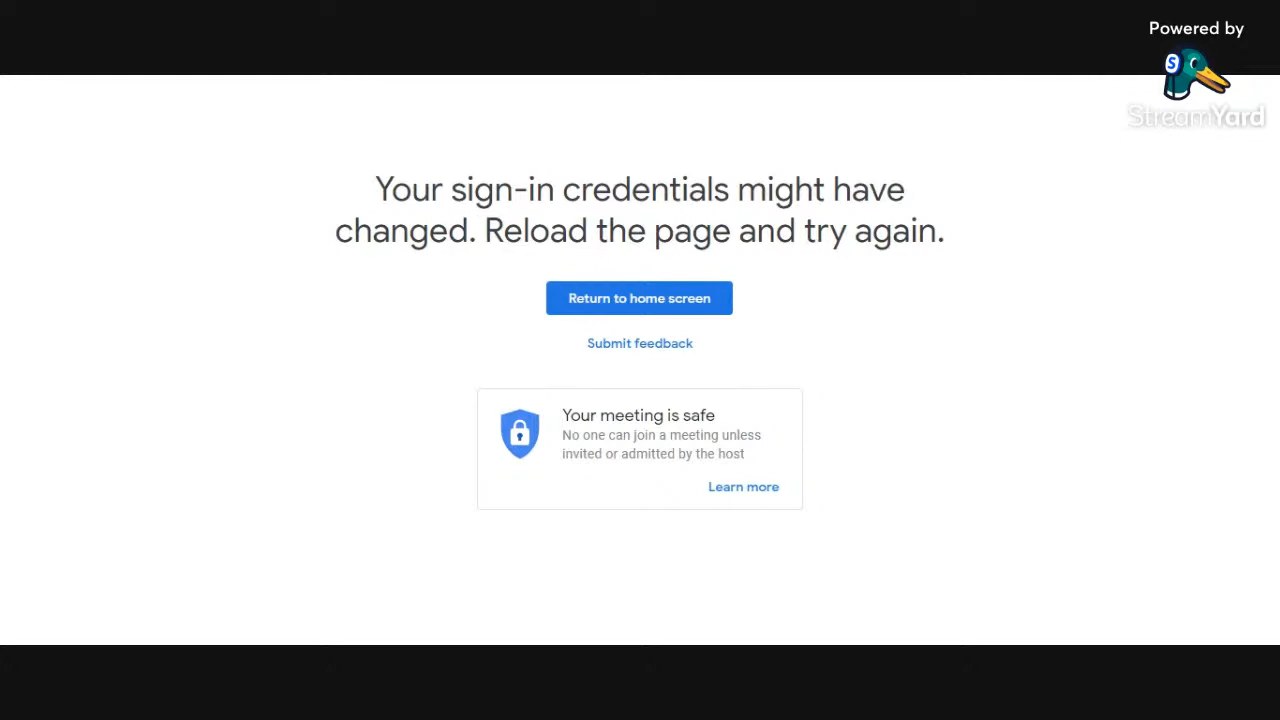 Powered by
S
StreamYard
Your sign-in credentials might have
changed. Reload the page and try again.
Return to home screen
Submit feedback
Your meeting is safe
No one can join a meeting unless
invited or admitted by the host
Learn more